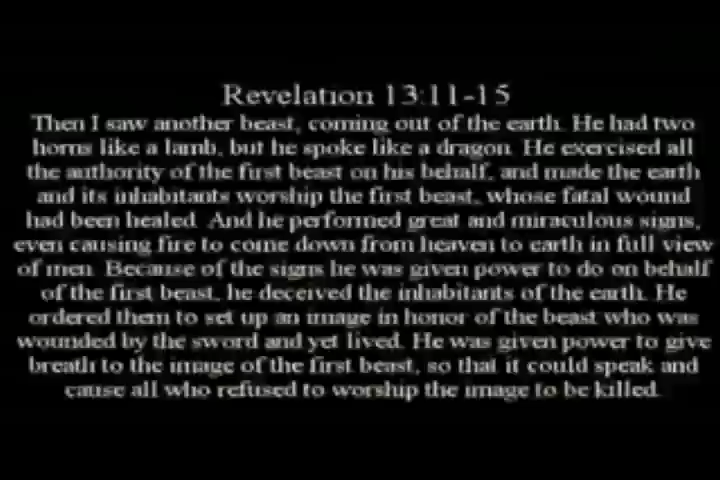 Revelation 13:11-15
Then I saw another beast, coming out of the earth. He had two
horns like a lamb, but he spoke like a dragon. He exercised all
the authority of the first beast on his behalf, and made the earth
and its inhabitants worship the first beast, whose fatal wound
had been healed. And he performed great and miraculous signs,
even causing fire to come down from heaven to earth in full view
of men. Because of the signs he was given power to do on behalf
of the first beast, he deceived the inhabitants of the earth. He
ordered them to set up an image in honor of the beast who was
wounded by the sword and yet lived. He was given power to give
breath to the image of the first beast, so that it could speak and
cause all who refused to worship the image to be killed.